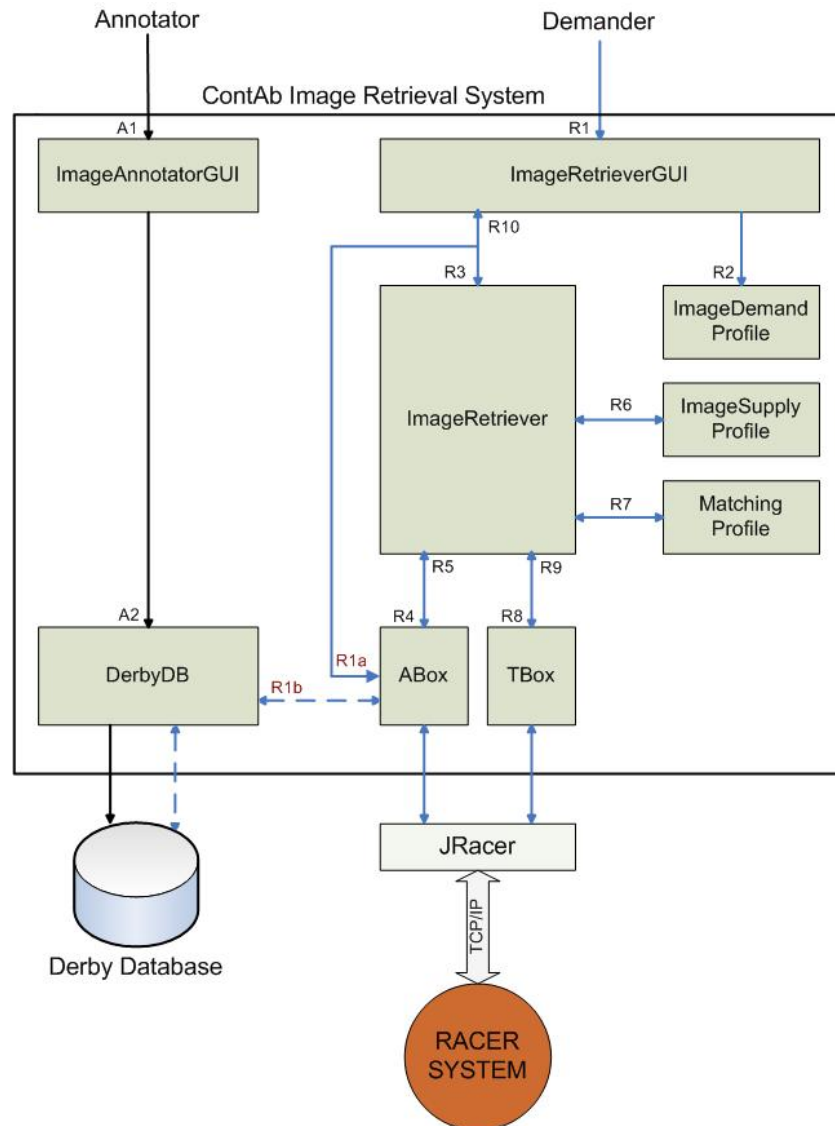 Annotator
Demander
ContAb Image Retrieval System
A1
R1
ImageAnnotatorGUI
ImageRetrieverGUI
R10
R3
R2
ImageDemand
Profile
ImageRetriever
R6
ImageSupply
Profile
R7
Matching
Profile
R5
R9
A2
R4
R8
DerbyDB
R1a
R1b
ABox
TBox
JRacer
TCP/IP
Derby Database
RACER
SYSTEM